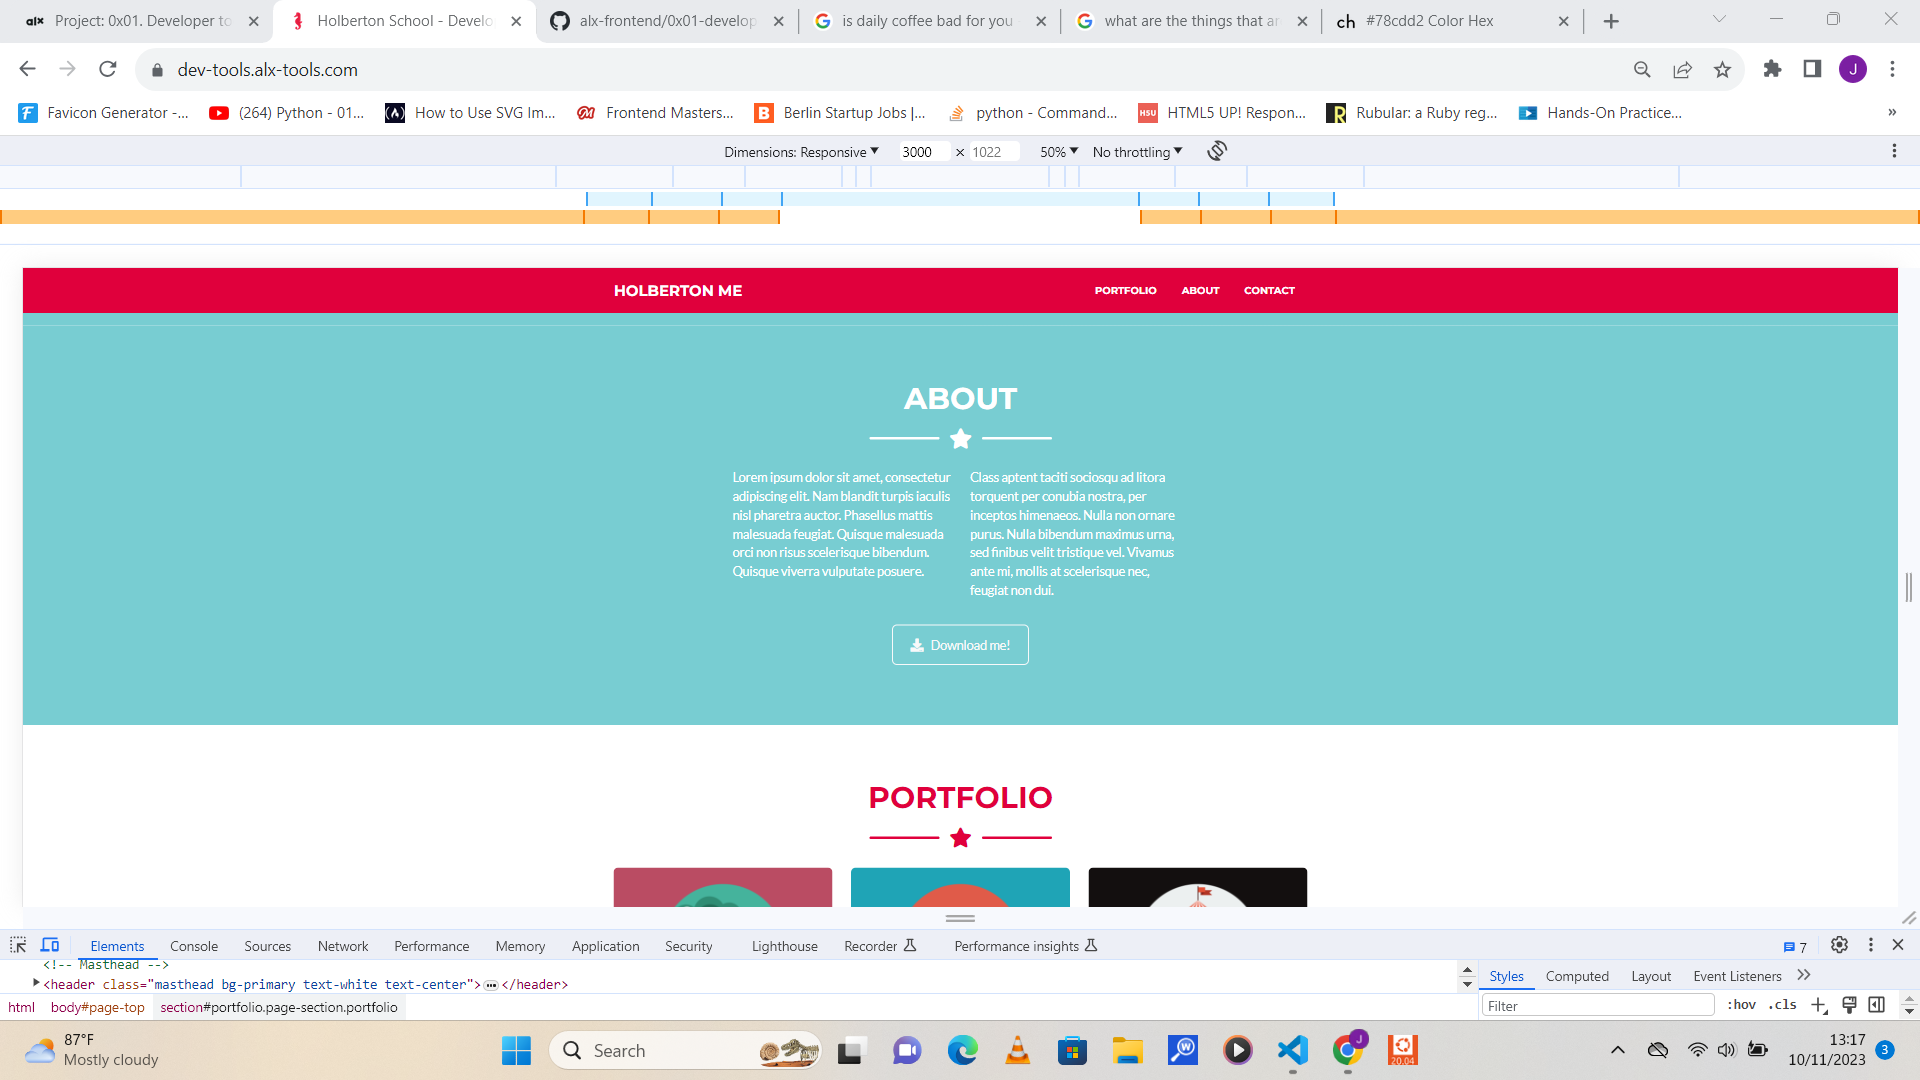 alx Project: 0x01. Developer to
Holberton School - Develo
alx-frontend/0x01-develop
is daily coffee bad for you
what are the things that ar
ch #78cdd2 Color Hex
dev-tools.alx-tools.com
J
Favicon Generator -...
(264) Python - 01...
How to Use SVG Im...
Frontend Masters...
Berlin Startup Jobs |...
python - Command...
HTML5 UP! Respon...
Rubular: a Ruby reg...
Hands-On Practice...
»
Dimensions: Responsive 3000 × 1022 50% No throttling
HOLBERTON ME
PORTFOLIO ABOUT CONTACT
ABOUT
Lorem ipsum dolor sit amet, consectetur
adipiscing elit. Nam blandit turpis iaculis
nisl pharetra auctor. Phasellus mattis
malesuada feugiat. Quisque malesuada
orci non risus scelerisque bibendum.
Quisque viverra vulputate posuere.
Class aptent taciti sociosqu ad litora
torquent per conubia nostra, per
inceptos himenaeos. Nulla non ornare
purus. Nulla bibendum maximus urna,
sed finibus velit tristique vel. Vivamus
ante mi, mollis at scelerisque nec,
feugiat non dui.
Download me!
PORTFOLIO
Elements Console Sources Network Performance Memory Application Security Lighthouse Recorder Performance insights 7
<!-- Masthead -->
<header class="masthead bg-primary text-white text-center">…</header>
html body#page-top section#portfolio.page-section.portfolio
Styles Computed Layout Event Listeners »
Filter :hov .cls
87°F
Mostly cloudy
Search
J
20.04
13:17
10/11/2023
3